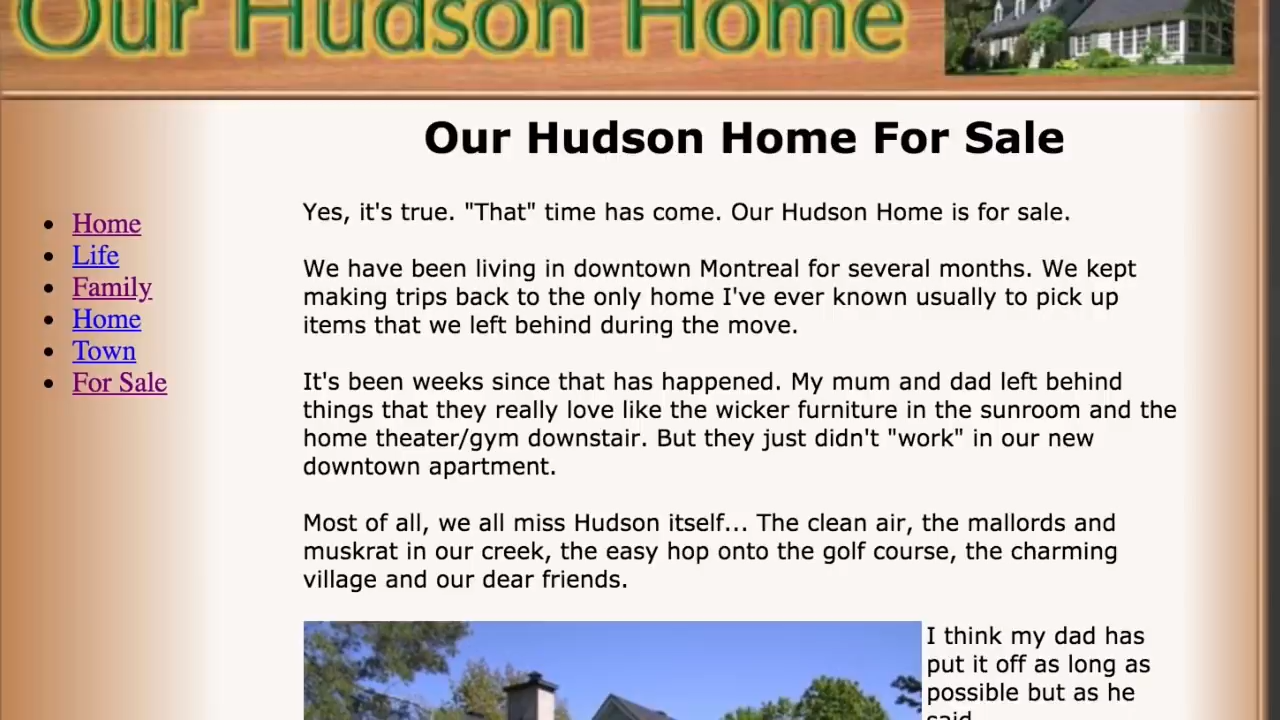 Our Hudson Home
Our Hudson Home For Sale
Home
Life
Family
Home
Town
For Sale
Yes, it's true. "That" time has come. Our Hudson Home is for sale.
We have been living in downtown Montreal for several months. We kept
making trips back to the only home I've ever known usually to pick up
items that we left behind during the move.
It's been weeks since that has happened. My mum and dad left behind
things that they really love like the wicker furniture in the sunroom and the
home theater/gym downstair. But they just didn't "work" in our new
downtown apartment.
Most of all, we all miss Hudson itself... The clean air, the mallords and
muskrat in our creek, the easy hop onto the golf course, the charming
village and our dear friends.
I think my dad has
put it off as long as
possible but as he
said